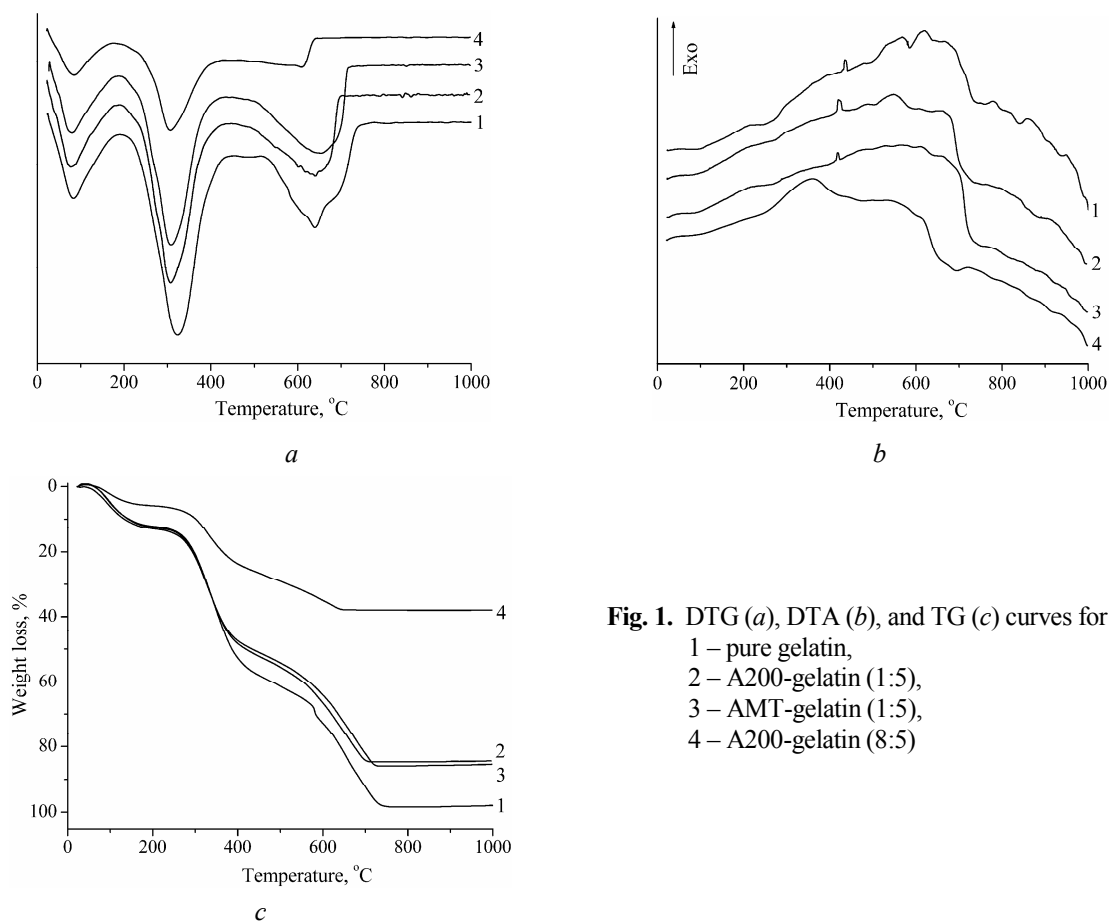 4
3
2
1
0 200 400 600 800 1000
Temperature, °C
a
Exo
1
2
3
4
0 200 400 600 800 1000
Temperature, °C
b
0
20
40
60
80
100
Weight loss, %
4
2
3
1
0 200 400 600 800 1000
Temperature, °C
c
Fig. 1. DTG (a), DTA (b), and TG (c) curves for
1 – pure gelatin,
2 – A200-gelatin (1:5),
3 – AMT-gelatin (1:5),
4 – A200-gelatin (8:5)